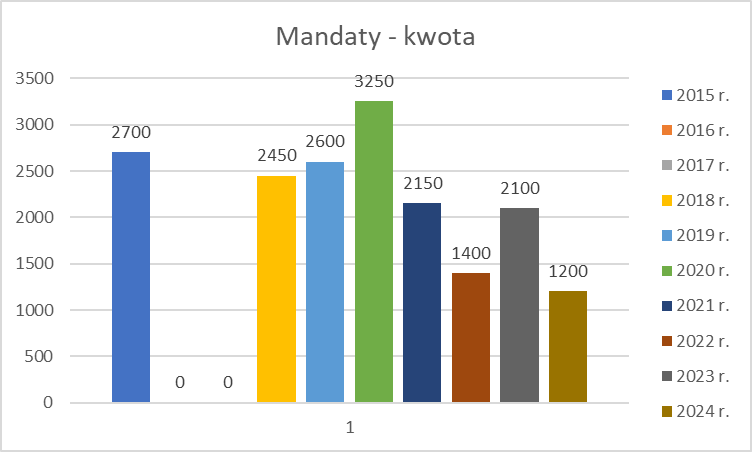 Mandaty - kwota
3500
3000
2500
2000
1500
1000
500
0
2700
0
0
2450
2600
3250
2150
1400
2100
1200
1
2015 r.
2016 r.
2017 r.
2018 r.
2019 r.
2020 r.
2021 r.
2022 r.
2023 r.
2024 r.